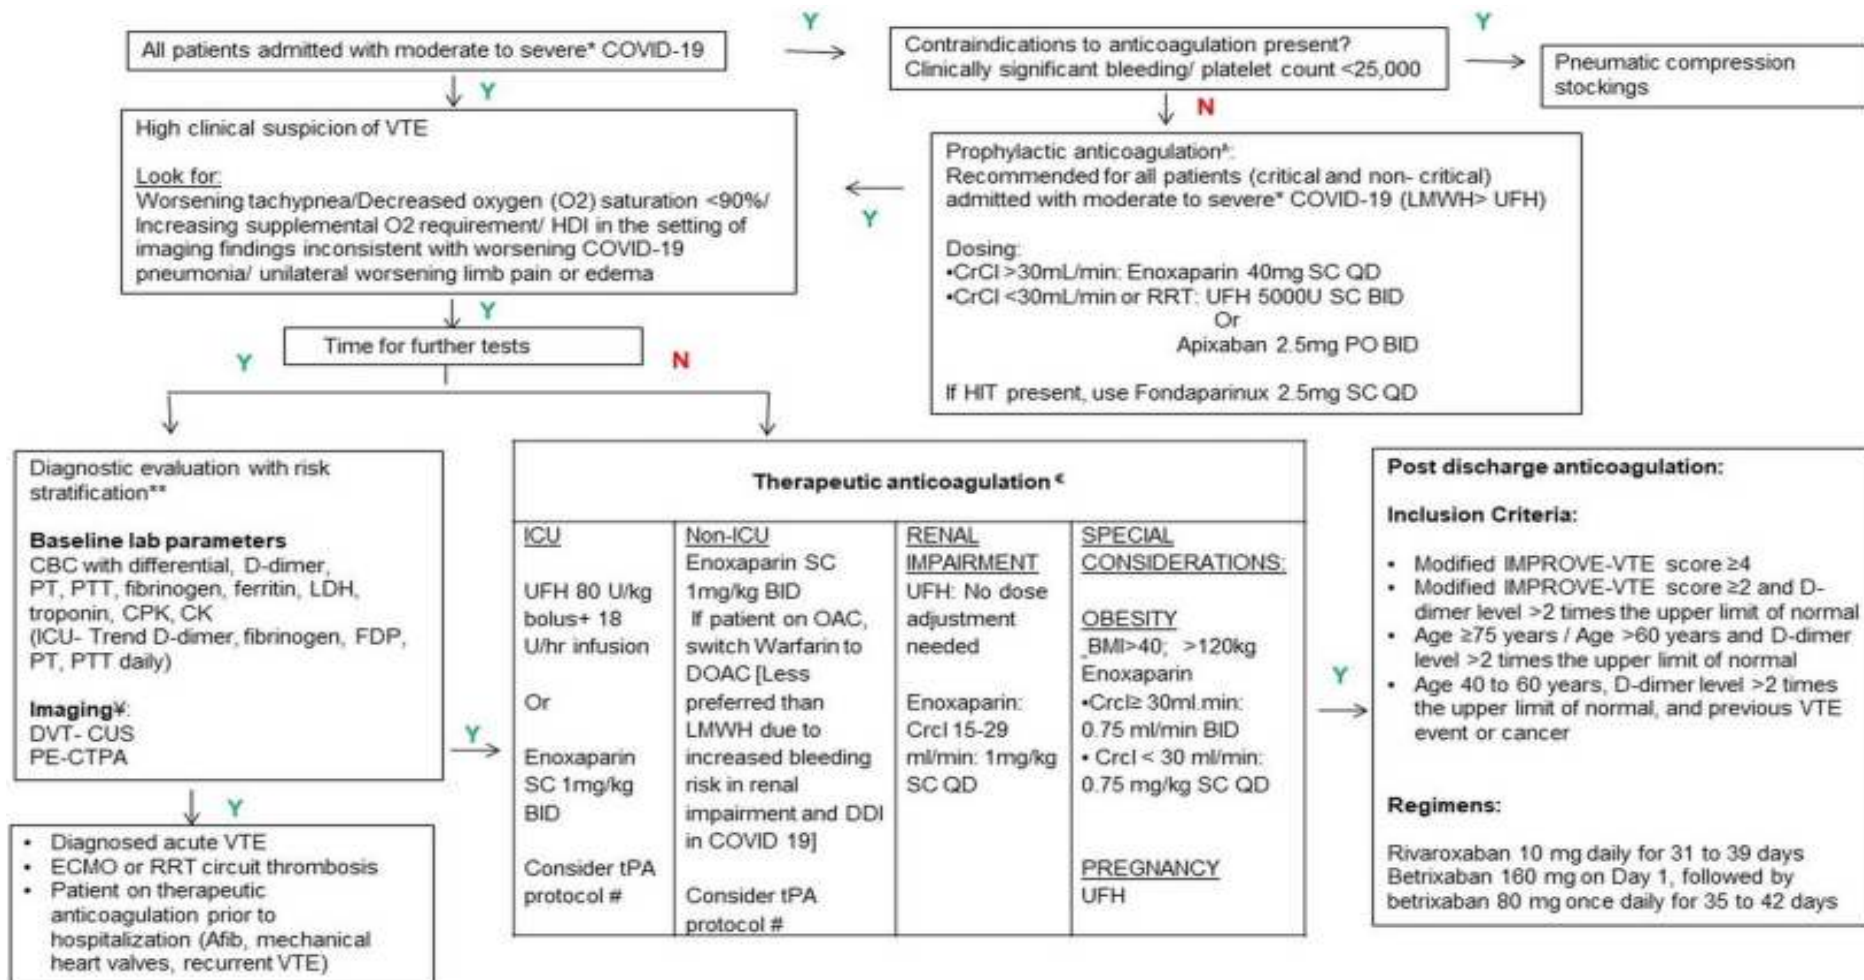 Y
Y
All patients admitted with moderate to severe* COVID-19
Contraindications to anticoagulation present?
Clinically significant bleeding/ platelet count <25,000
Pneumatic compression
stockings
Y
N
High clinical suspicion of VTE
Look for:
Worsening tachypnea/Decreased oxygen (O2) saturation <90%/
Increasing supplemental O2 requirement/ HDI in the setting of
imaging findings inconsistent with worsening COVID-19
pneumonia/ unilateral worsening limb pain or edema
Y
Prophylactic anticoagulation:
Recommended for all patients (critical and non- critical)
admitted with moderate to severe* COVID-19 (LMWH> UFH)
Dosing:
•CrCl >30mL/min: Enoxaparin 40mg SC QD
•CrCl <30mL/min or RRT: UFH 5000U SC BID
Or
Apixaban 2.5mg PO BID
If HIT present, use Fondaparinux 2.5mg SC QD
Y
Time for further tests
Y
N
Diagnostic evaluation with risk
stratification**
Baseline lab parameters
CBC with differential, D-dimer,
PT, PTT, fibrinogen, ferritin, LDH,
troponin, CPK, CK
(ICU- Trend D-dimer, fibrinogen, FDP,
PT, PTT daily)
Imaging¥:
DVT- CUS
PE-CTPA
Y
Y
• Diagnosed acute VTE
• ECMO or RRT circuit thrombosis
• Patient on therapeutic
anticoagulation prior to
hospitalization (Afib, mechanical
heart valves, recurrent VTE)
Therapeutic anticoagulation €
ICU
UFH 80 U/kg
bolus+ 18
U/hr infusion
Or
Enoxaparin
SC 1mg/kg
BID
Consider tPA
protocol #
Non-ICU
Enoxaparin SC
1mg/kg BID
If patient on OAC,
switch Warfarin to
DOAC [Less
preferred than
LMWH due to
increased bleeding
risk in renal
impairment and DDI
in COVID 19]
Consider tPA
protocol #
RENAL
IMPAIRMENT
UFH: No dose
adjustment
needed
Enoxaparin:
Crcl 15-29
ml/min: 1mg/kg
SC QD
SPECIAL
CONSIDERATIONS:
OBESITY
BMI>40; >120kg
Enoxaparin
•Crcl≥ 30ml.min:
0.75 ml/min BID
• Crcl < 30 ml/min:
0.75 mg/kg SC QD
PREGNANCY
UFH
Y
Post discharge anticoagulation:
Inclusion Criteria:
• Modified IMPROVE-VTE score ≥4
• Modified IMPROVE-VTE score ≥2 and D-
dimer level >2 times the upper limit of normal
• Age ≥75 years / Age >60 years and D-dimer
level >2 times the upper limit of normal
• Age 40 to 60 years, D-dimer level >2 times
the upper limit of normal, and previous VTE
event or cancer
Regimens:
Rivaroxaban 10 mg daily for 31 to 39 days
Betrixaban 160 mg on Day 1, followed by
betrixaban 80 mg once daily for 35 to 42 days